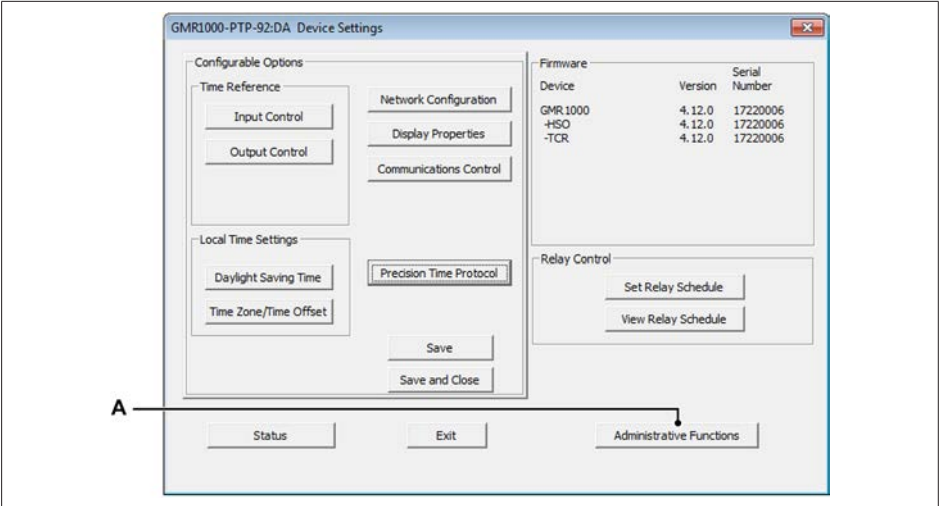 GMR1000-PTP-92:DA Device Settings
Configurable Options
Time Reference
Input Control
Output Control
Network Configuration
Display Properties
Communications Control
Local Time Settings
Daylight Saving Time
Time Zone/Time Offset
Precision Time Protocol
Save
Save and Close
Firmware
Device Version Serial Number
GMR1000 4.12.0 17220006
-HSO 4.12.0 17220006
-TCR 4.12.0 17220006
Relay Control
Set Relay Schedule
View Relay Schedule
A
Status
Exit
Administrative Functions